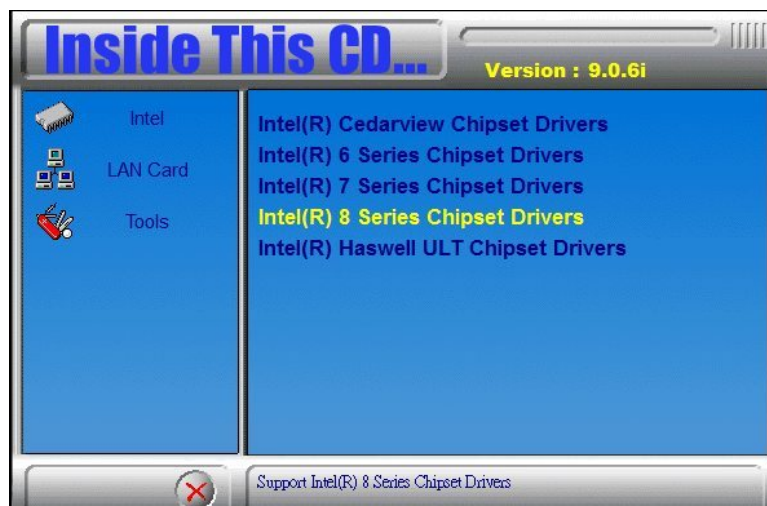 Inside This CD...
Version : 9.0.6i
Intel
LAN Card
Tools
Intel(R) Cedarview Chipset Drivers
Intel(R) 6 Series Chipset Drivers
Intel(R) 7 Series Chipset Drivers
Intel(R) 8 Series Chipset Drivers
Intel(R) Haswell ULT Chipset Drivers
Support Intel(R) 8 Series Chipset Drivers